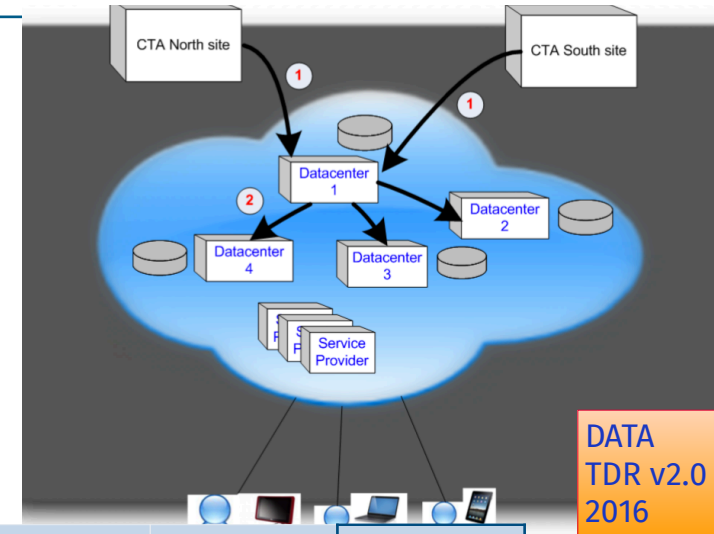 CTA North site
CTA South site
1
1
Datacenter
1
2
Datacenter
2
Datacenter
4
Datacenter
3
Service
Provider
DATA
TDR v2.0
2016